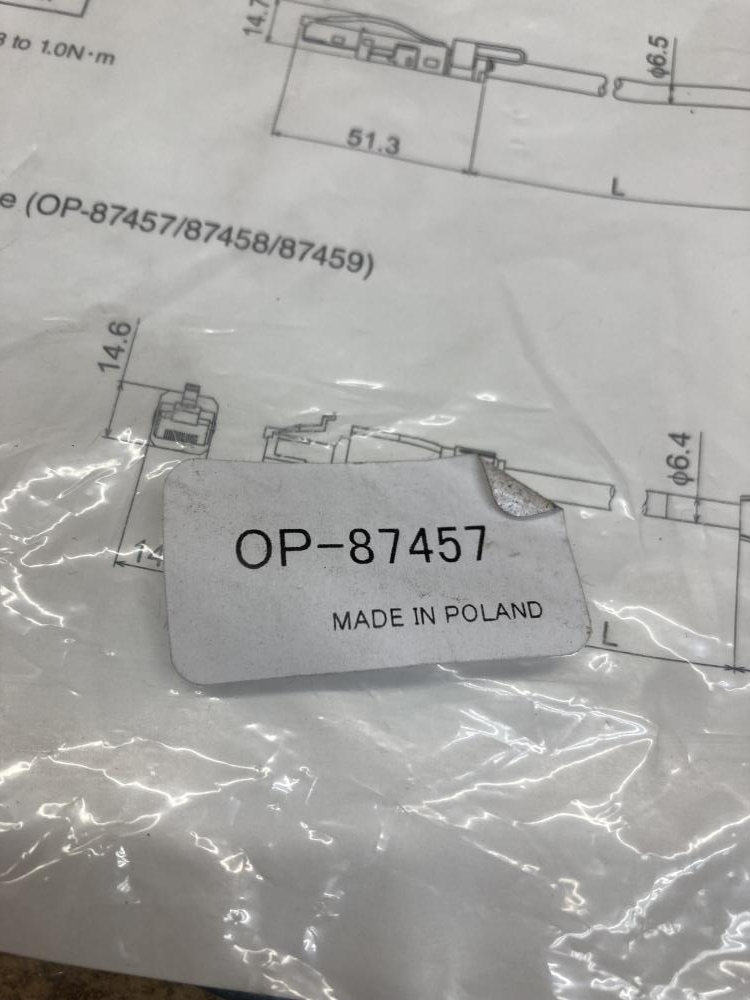 14.7
3 to 1.0N·m
φ6.5
51.3
L
e (OP-87457/87458/87459)
14.6
φ6.4
14
OP-87457
MADE IN POLAND
L